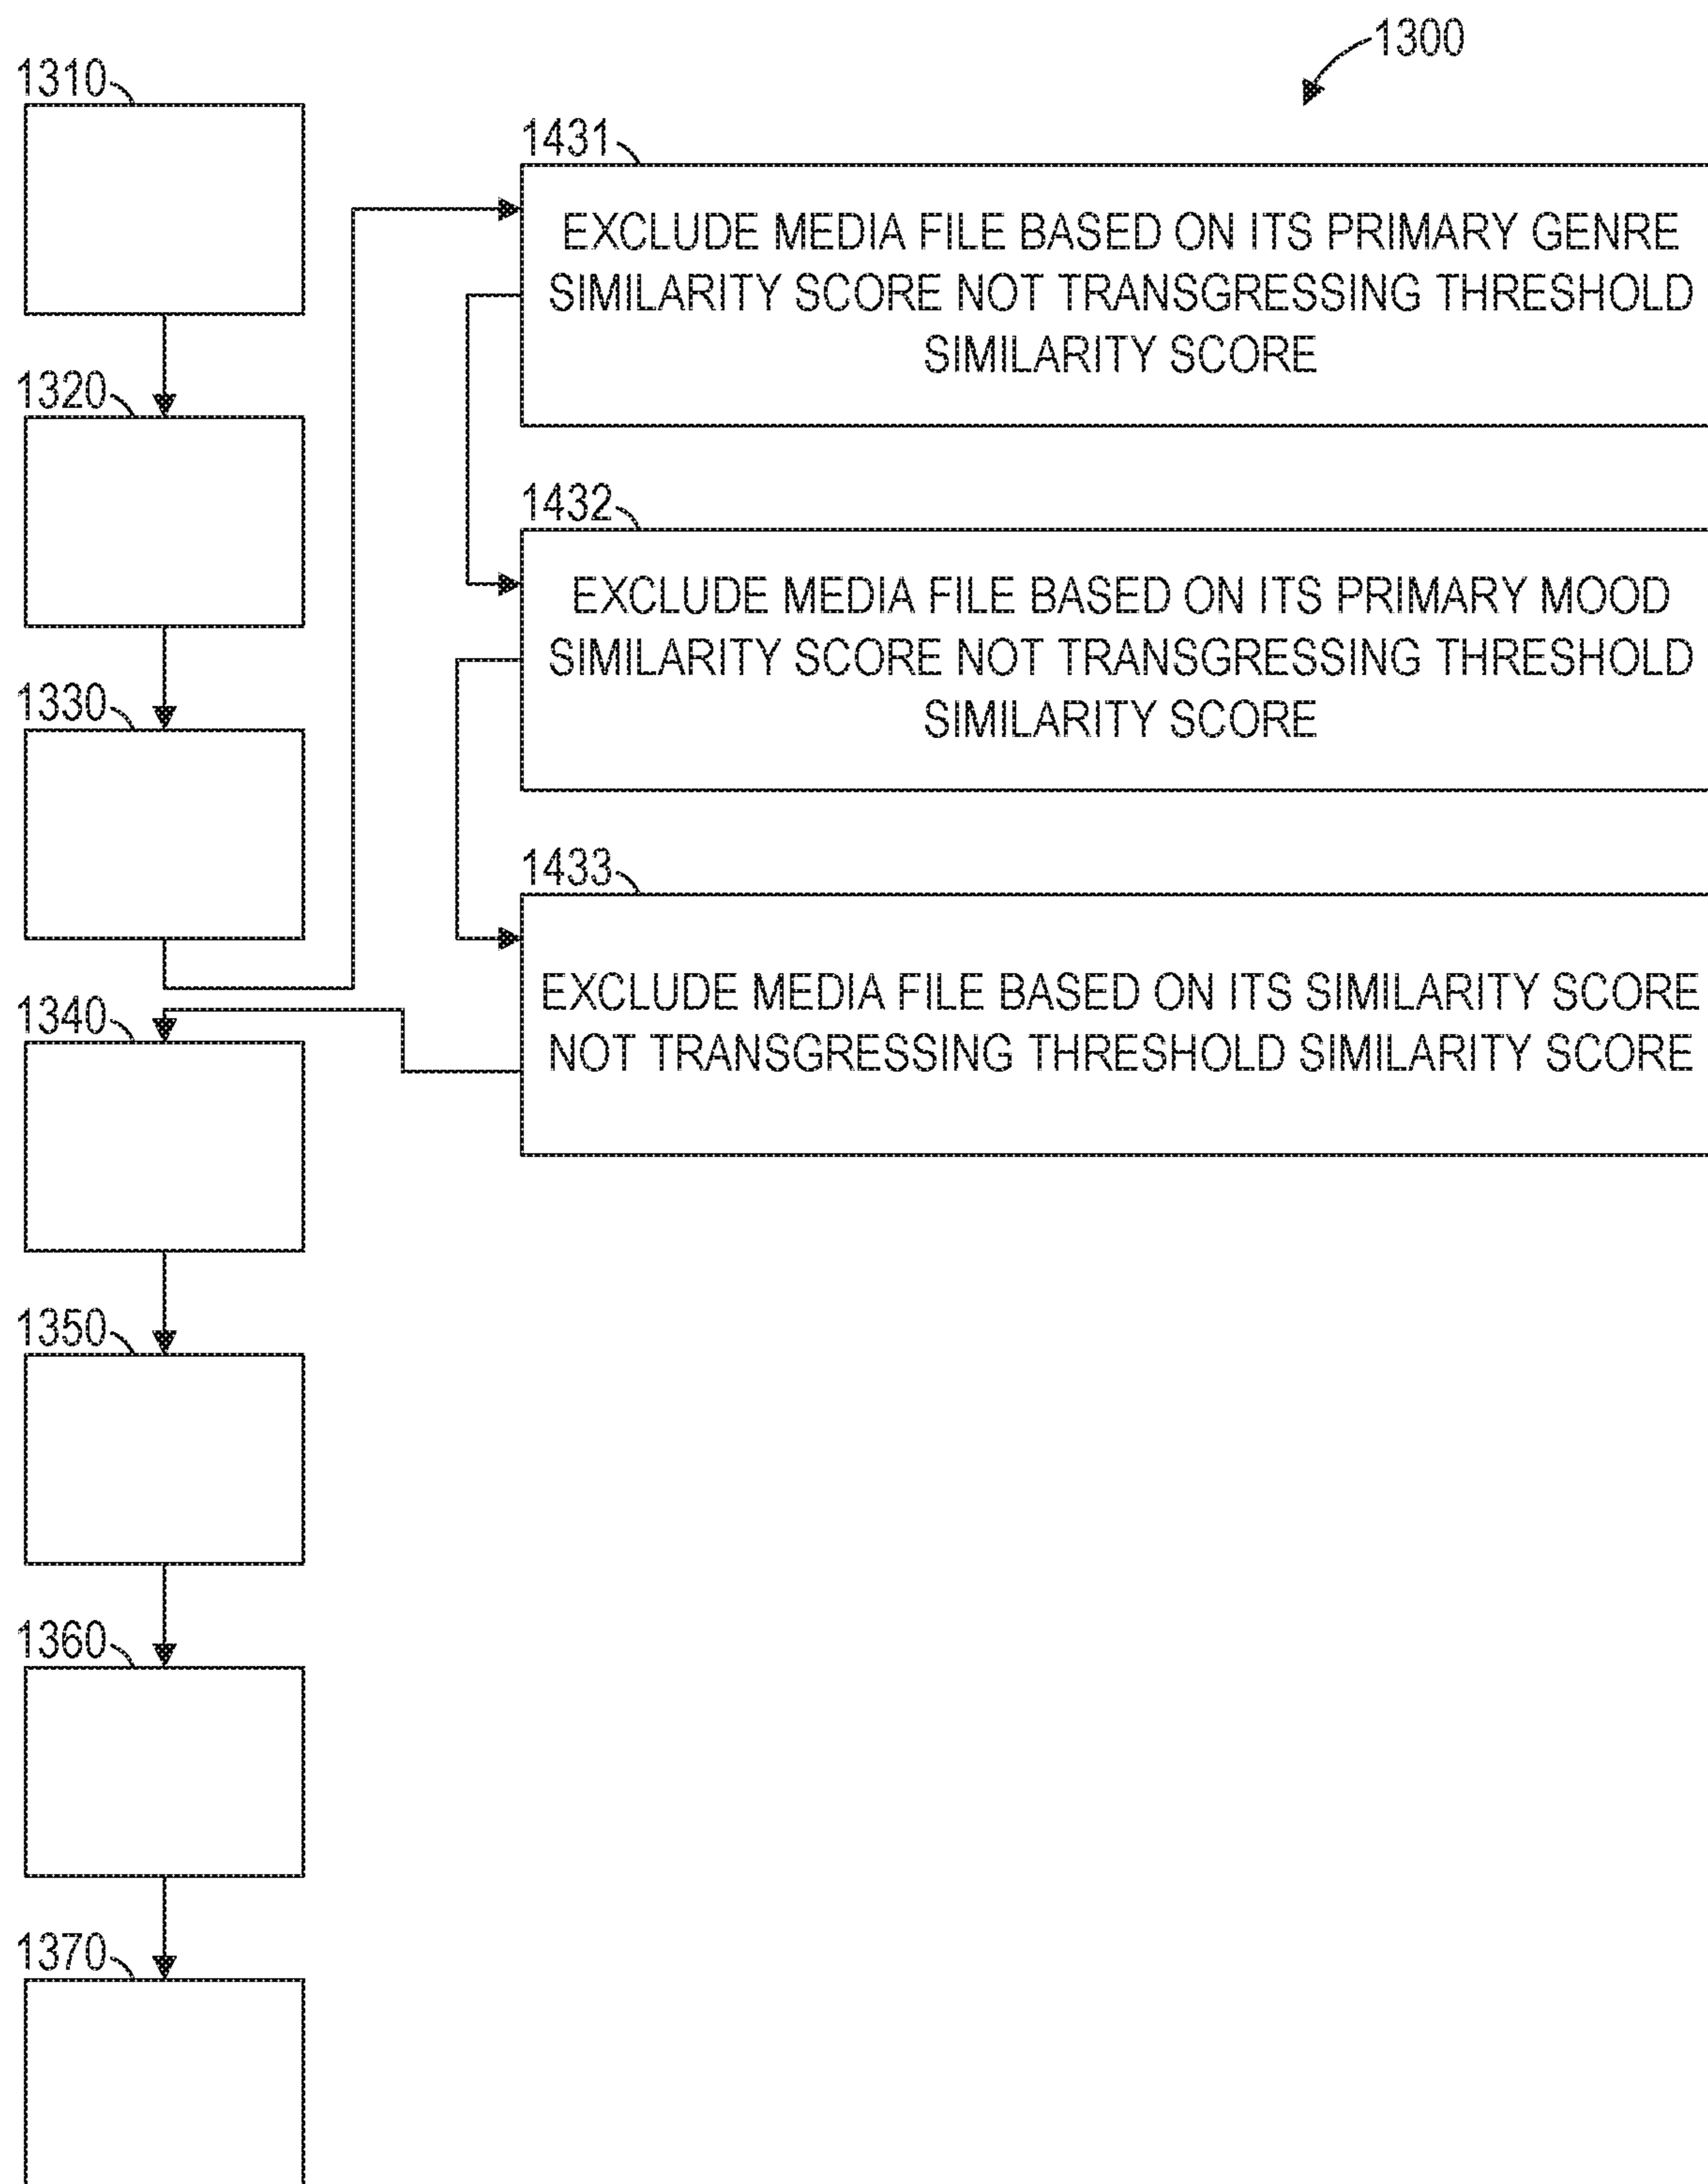 1300
1310
1431
EXCLUDE MEDIA FILE BASED ON ITS PRIMARY GENRE
SIMILARITY SCORE NOT TRANSGRESSING THRESHOLD
SIMILARITY SCORE
1320
1432
EXCLUDE MEDIA FILE BASED ON ITS PRIMARY MOOD
SIMILARITY SCORE NOT TRANSGRESSING THRESHOLD
SIMILARITY SCORE
1330
1433
EXCLUDE MEDIA FILE BASED ON ITS SIMILARITY SCORE
NOT TRANSGRESSING THRESHOLD SIMILARITY SCORE
1340
1350
1360
1370